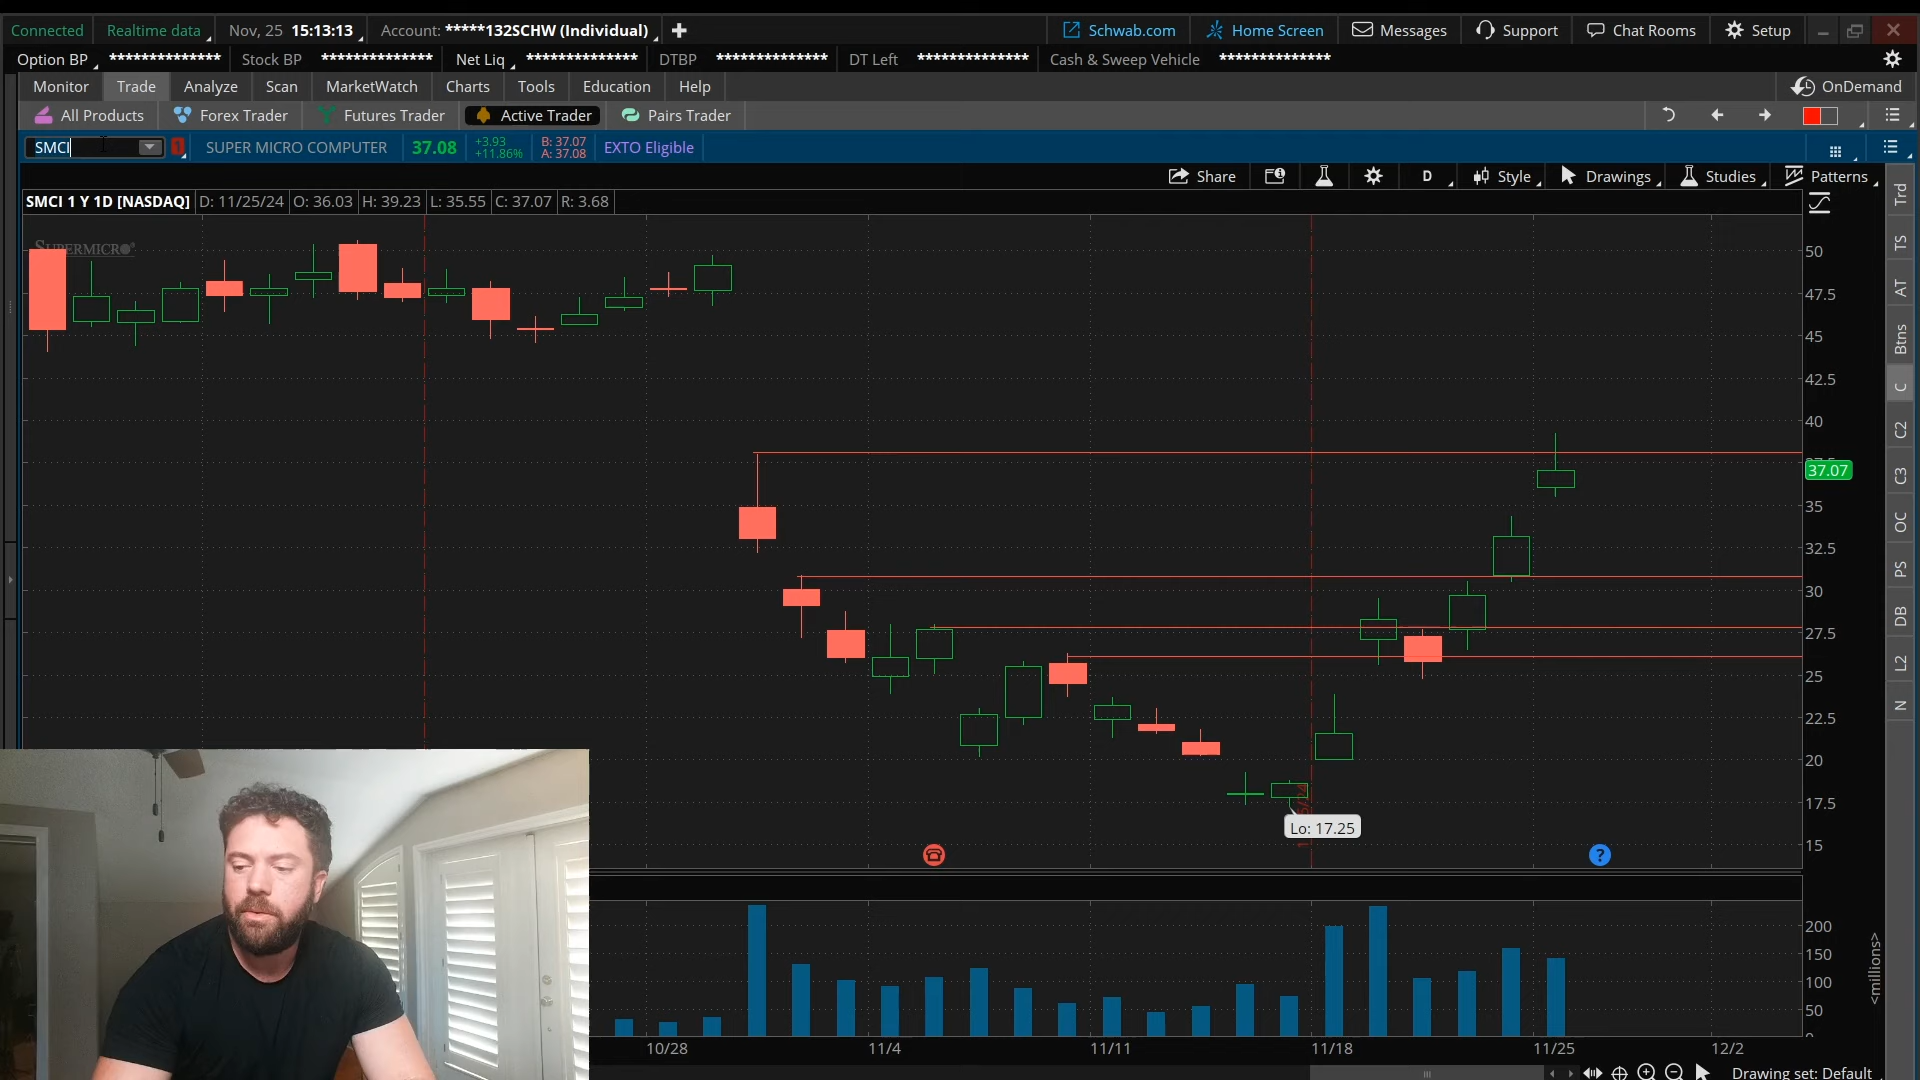 Connected Realtime data Nov, 25 15:13:13 Account: *****132SCHW (Individual) Schwab.com Home Screen Messages Support Chat Rooms Setup
Option BP ************** Stock BP ************** Net Liq ************** DTBP ************** DT Left ************** Cash & Sweep Vehicle **************
Monitor Trade Analyze Scan MarketWatch Charts Tools Education Help OnDemand
All Products Forex Trader Futures Trader Active Trader Pairs Trader
SMCI 1 SUPER MICRO COMPUTER 37.08 +3.93 +11.86% B: 37.07 A: 37.08 EXTO Eligible
Share D Style Drawings Studies Patterns
SMCI 1 Y 1D [NASDAQ] D: 11/25/24 O: 36.03 H: 39.23 L: 35.55 C: 37.07 R: 3.68
SUPERMICRO
50
47.5
45
42.5
40
37.07
35
32.5
30
27.5
25
22.5
20
17.5
15
Lo: 17.25
?
200
150
100
50
<millions>
10/28 11/4 11/11 11/18 11/25 12/2
Drawing set: Default
Trd
TS
AT
Btns
C
C2
C3
OC
PS
DB
L2
N